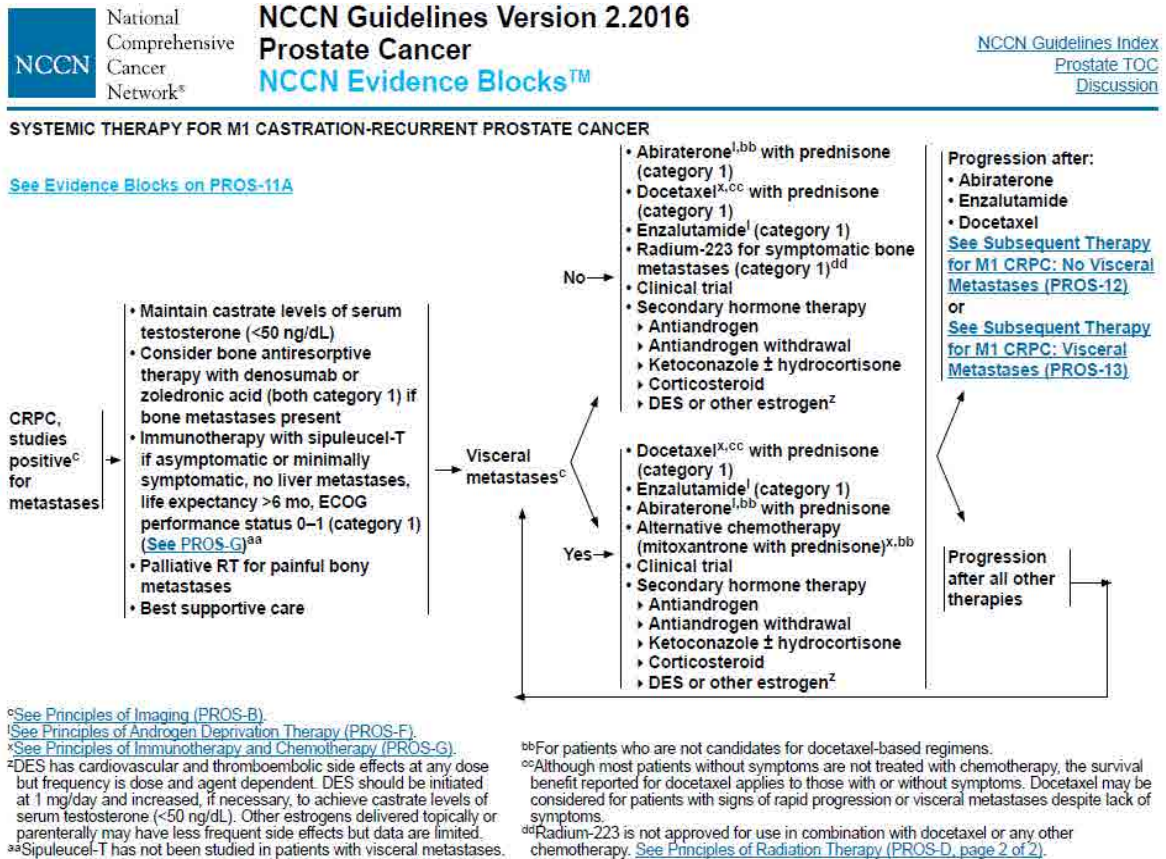 NCCN
National
Comprehensive
Cancer
Network®
NCCN Guidelines Version 2.2016
Prostate Cancer
NCCN Evidence Blocks™
NCCN Guidelines Index
Prostate TOC
Discussion
SYSTEMIC THERAPY FOR M1 CASTRATION-RECURRENT PROSTATE CANCER
See Evidence Blocks on PROS-11A
CRPC,
studies
positiveᶜ
for
metastases
• Maintain castrate levels of serum
testosterone (<50 ng/dL)
• Consider bone antiresorptive
therapy with denosumab or
zoledronic acid (both category 1) if
bone metastases present
• Immunotherapy with sipuleucel-T
if asymptomatic or minimally
symptomatic, no liver metastases,
life expectancy >6 mo, ECOG
performance status 0–1 (category 1)
(See PROS-G)ᵃᵃ
• Palliative RT for painful bony
metastases
• Best supportive care
Visceral
metastasesᶜ
No
• Abirateroneˡ,ᵇᵇ with prednisone
(category 1)
• Docetaxelˣ,ᶜᶜ with prednisone
(category 1)
• Enzalutamideˡ (category 1)
• Radium-223 for symptomatic bone
metastases (category 1)ᵈᵈ
• Clinical trial
• Secondary hormone therapy
▸ Antiandrogen
▸ Antiandrogen withdrawal
▸ Ketoconazole ± hydrocortisone
▸ Corticosteroid
▸ DES or other estrogenᶻ
Yes
• Docetaxelˣ,ᶜᶜ with prednisone
(category 1)
• Enzalutamideˡ (category 1)
• Abirateroneˡ,ᵇᵇ with prednisone
• Alternative chemotherapy
(mitoxantrone with prednisone)ˣ,ᵇᵇ
• Clinical trial
• Secondary hormone therapy
▸ Antiandrogen
▸ Antiandrogen withdrawal
▸ Ketoconazole ± hydrocortisone
▸ Corticosteroid
▸ DES or other estrogenᶻ
Progression after:
• Abiraterone
• Enzalutamide
• Docetaxel
See Subsequent Therapy
for M1 CRPC: No Visceral
Metastases (PROS-12)
or
See Subsequent Therapy
for M1 CRPC: Visceral
Metastases (PROS-13)
Progression
after all other
therapies
ᶜSee Principles of Imaging (PROS-B).
ˡSee Principles of Androgen Deprivation Therapy (PROS-F).
ˣSee Principles of Immunotherapy and Chemotherapy (PROS-G).
ᶻDES has cardiovascular and thromboembolic side effects at any dose
but frequency is dose and agent dependent. DES should be initiated
at 1 mg/day and increased, if necessary, to achieve castrate levels of
serum testosterone (<50 ng/dL). Other estrogens delivered topically or
parenterally may have less frequent side effects but data are limited.
ᵃᵃSipuleucel-T has not been studied in patients with visceral metastases.
ᵇᵇFor patients who are not candidates for docetaxel-based regimens.
ᶜᶜAlthough most patients without symptoms are not treated with chemotherapy, the survival
benefit reported for docetaxel applies to those with or without symptoms. Docetaxel may be
considered for patients with signs of rapid progression or visceral metastases despite lack of
symptoms.
ᵈᵈRadium-223 is not approved for use in combination with docetaxel or any other
chemotherapy. See Principles of Radiation Therapy (PROS-D, page 2 of 2).